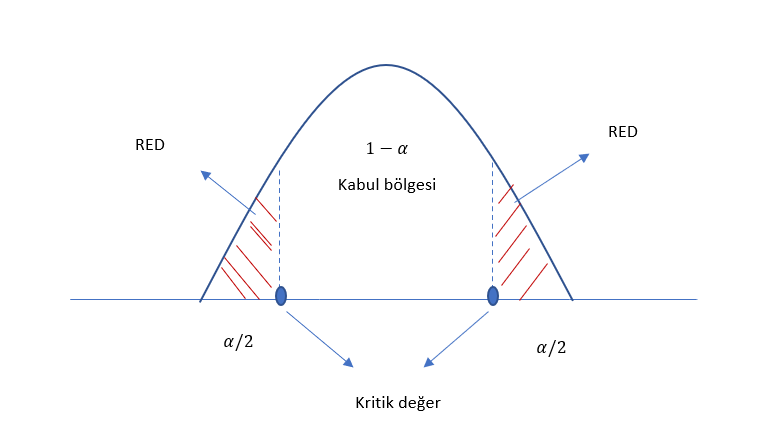 RED
RED
1 − α
Kabul bölgesi
α/2
α/2
Kritik değer